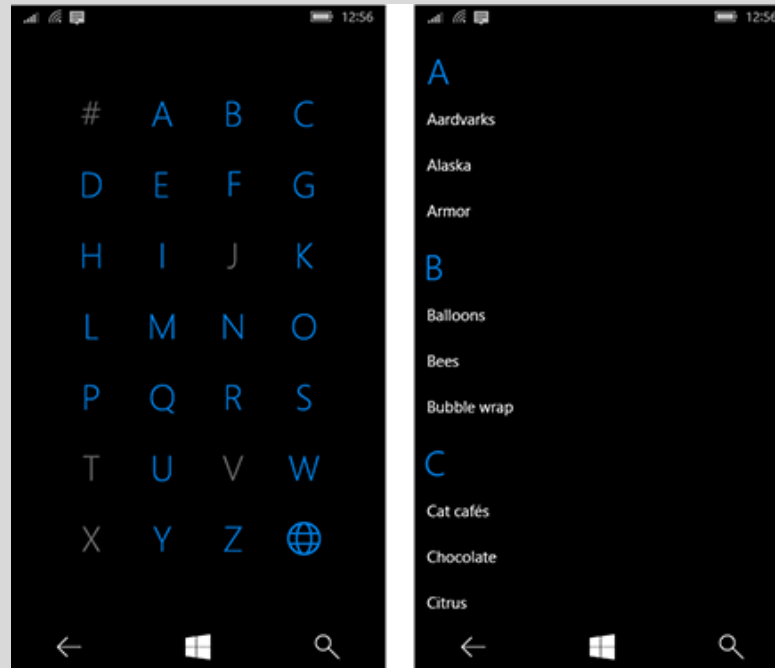 12:56
# A B C
D E F G
H I J K
L M N O
P Q R S
T U V W
X Y Z
12:56
A
Aardvarks
Alaska
Armor
B
Balloons
Bees
Bubble wrap
C
Cat cafés
Chocolate
Citrus